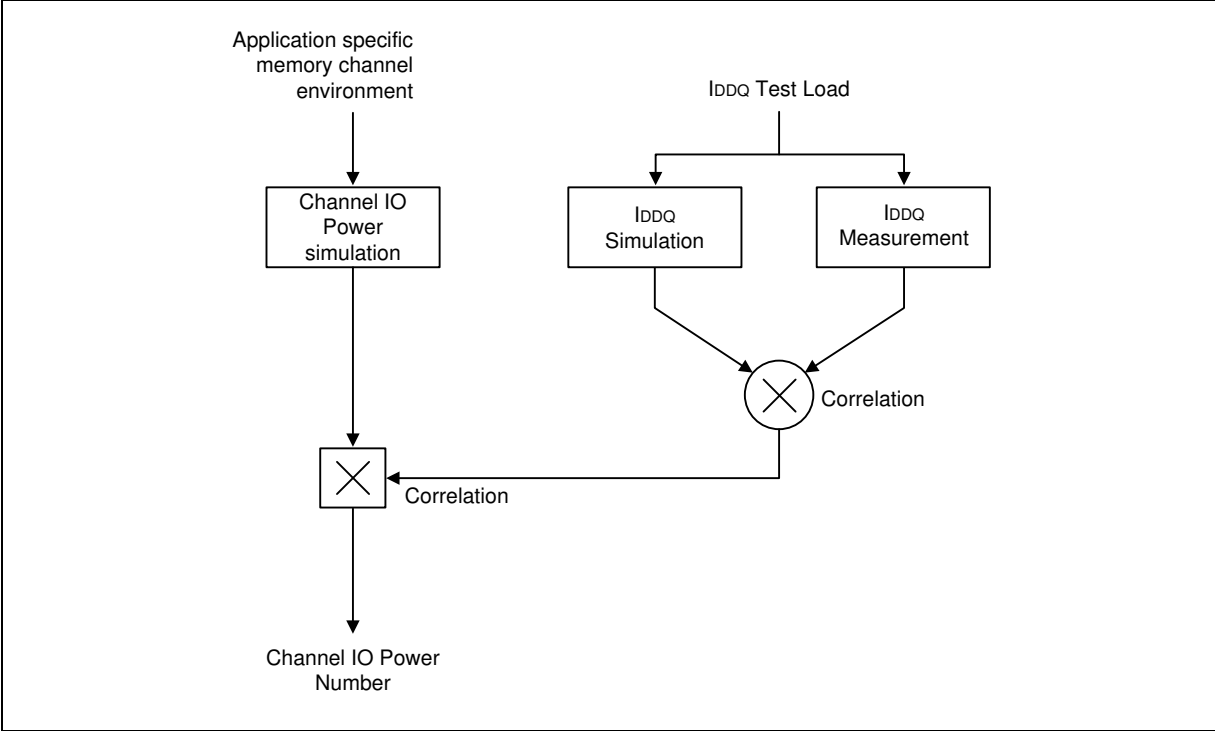 Application specific
memory channel
environment
IDDQ Test Load
Channel IO
Power
simulation
IDDQ
Simulation
IDDQ
Measurement
Correlation
Correlation
Channel IO Power
Number